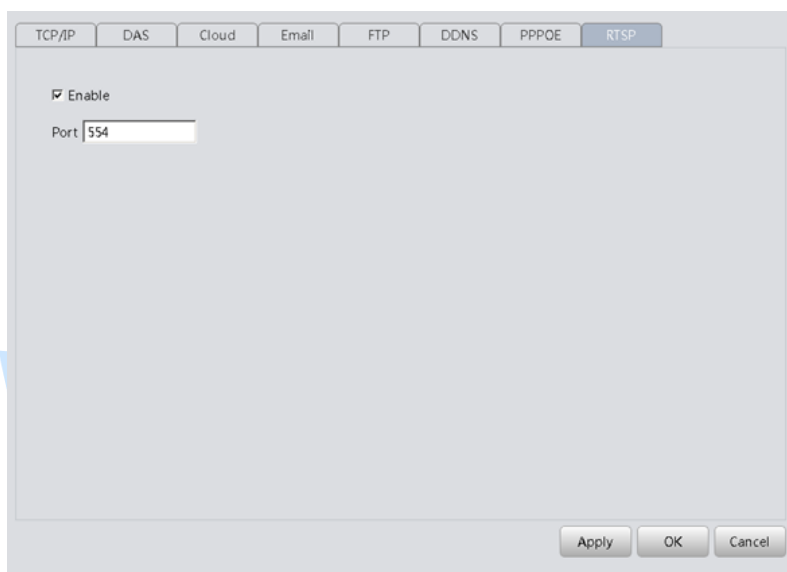 TCP/IP DAS Cloud Email FTP DDNS PPPOE RTSP
Enable
Port 554
Apply OK Cancel